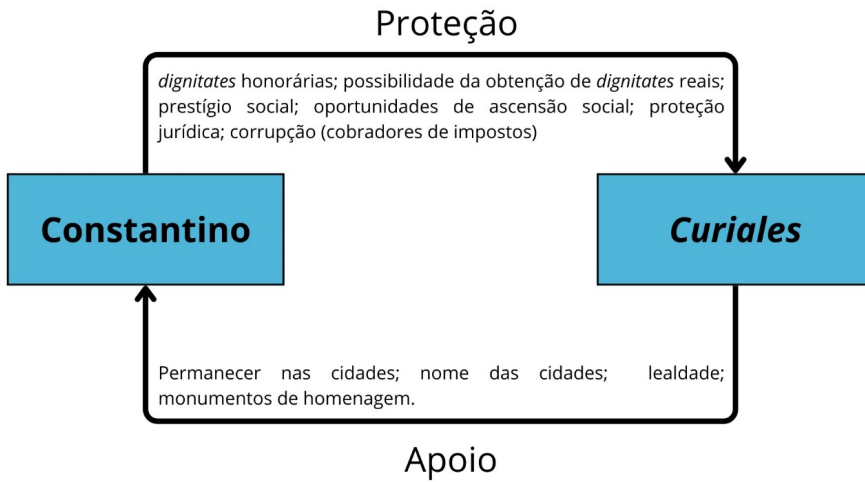 Proteção
dignitates honorárias; possibilidade da obtenção de dignitates reais;
prestígio social; oportunidades de ascensão social; proteção
jurídica; corrupção (cobradores de impostos)
Constantino
Curiales
Permanecer nas cidades; nome das cidades; lealdade;
monumentos de homenagem.
Apoio